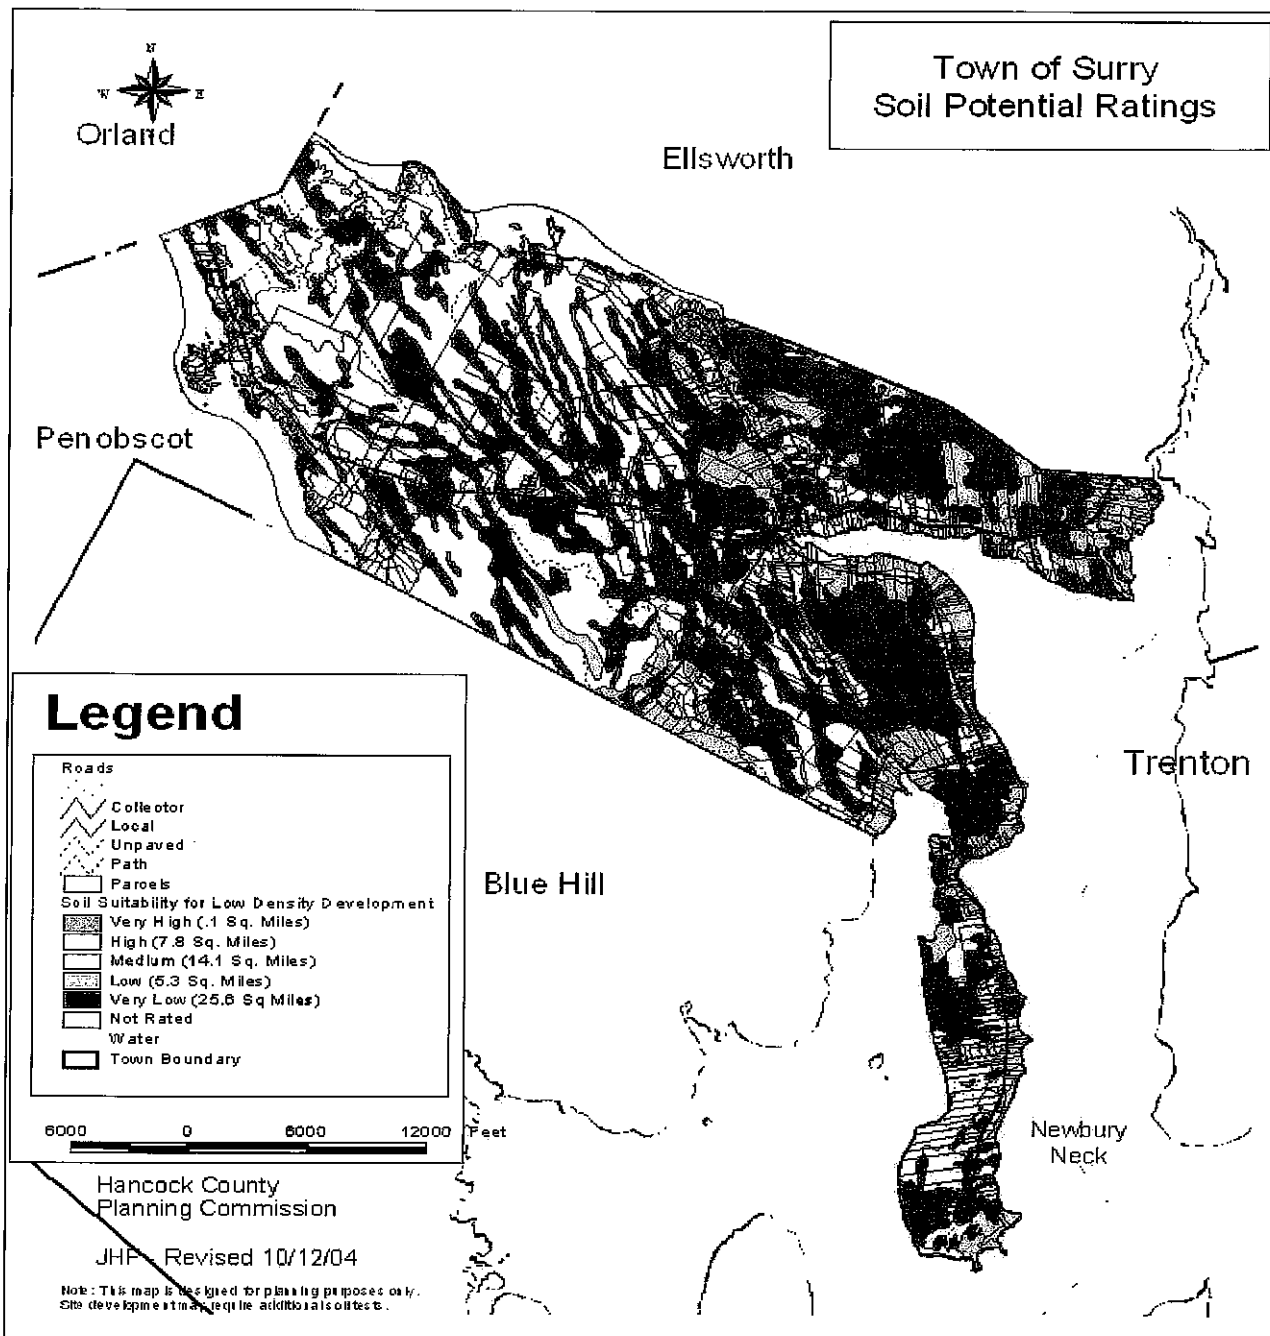 Town of Surry
Soil Potential Ratings
N
W
E
Orland
Ellsworth
Penobscot
Legend
Roads
Collector
Local
Unpaved
Path
Parcels
Soil Suitability for Low Density Development
Very High (.1 Sq. Miles)
High (7.8 Sq. Miles)
Medium (14.1 Sq. Miles)
Low (5.3 Sq. Miles)
Very Low (25.6 Sq Miles)
Not Rated
Water
Town Boundary
6000 0 6000 12000 Feet
Trenton
Blue Hill
Newbury
Neck
Hancock County
Planning Commission
JHP - Revised 10/12/04
Note: This map is designed for planning purposes only.
Site development may require additional soil tests.